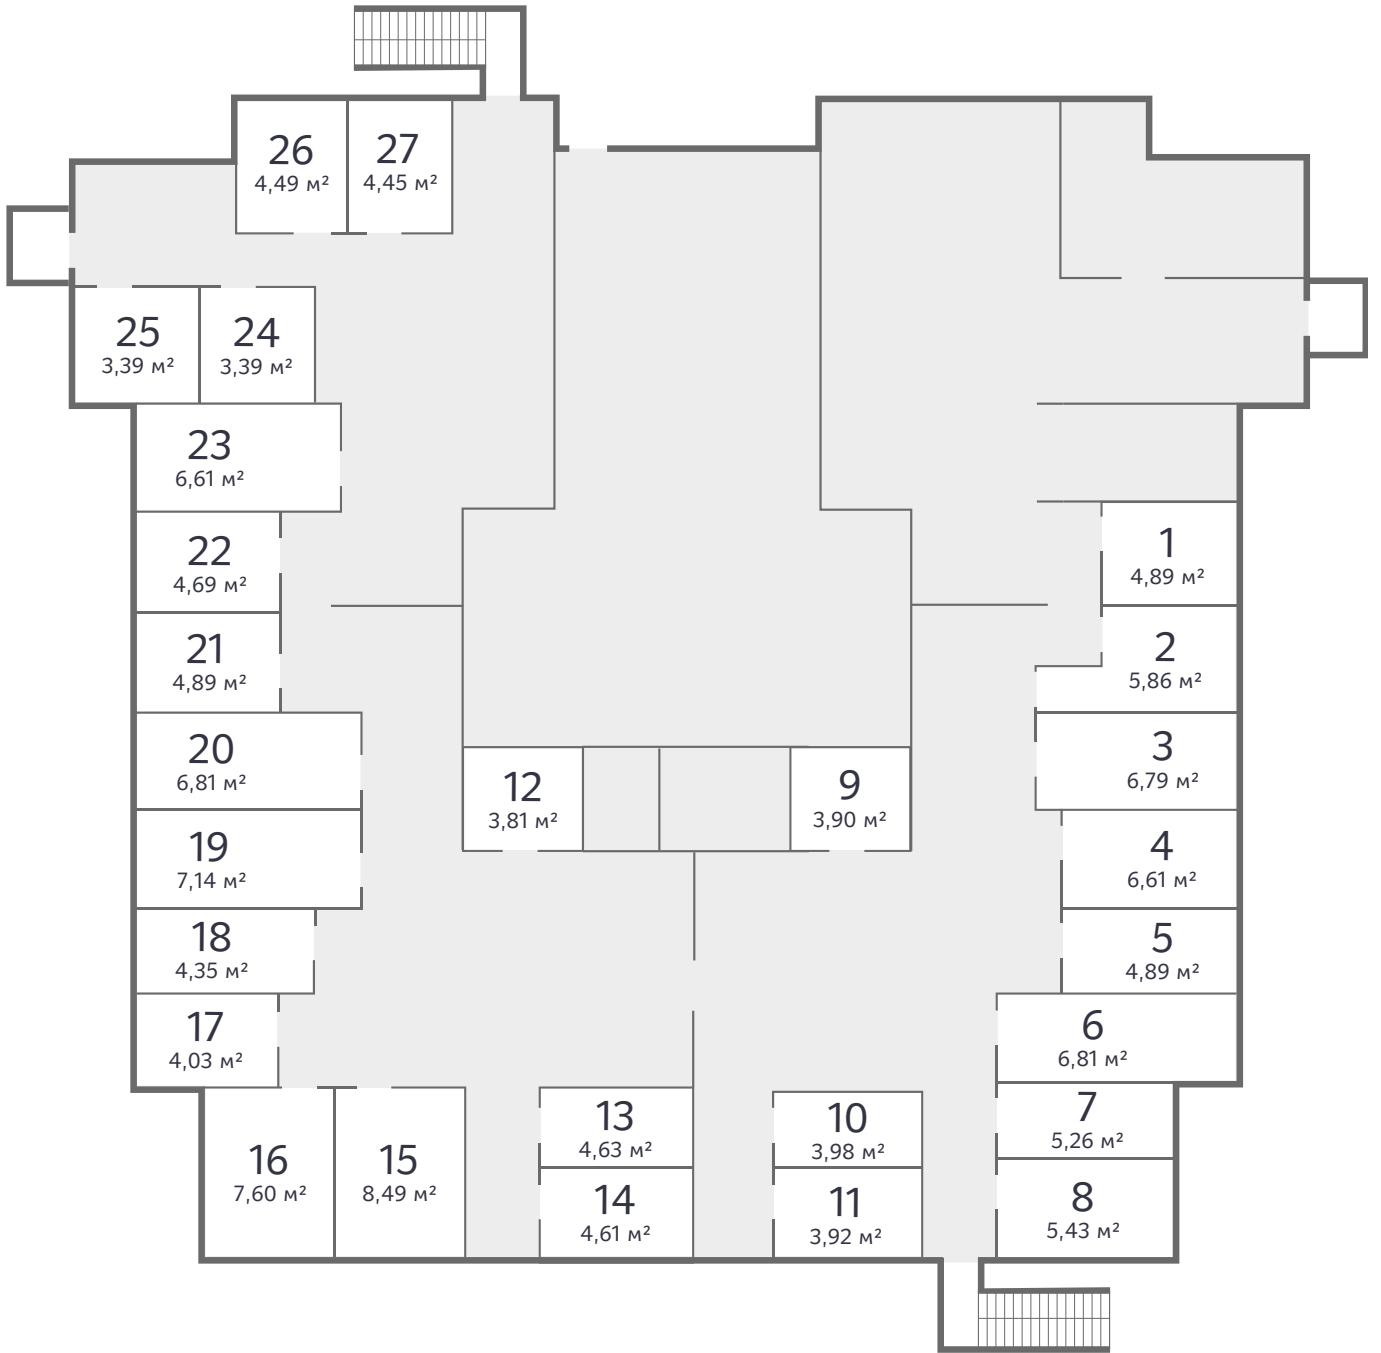 26
4,49 м²
27
4,45 м²
25
3,39 м²
24
3,39 м²
23
6,61 м²
22
4,69 м²
1
4,89 м²
21
4,89 м²
2
5,86 м²
20
6,81 м²
3
6,79 м²
12
3,81 м²
9
3,90 м²
19
7,14 м²
4
6,61 м²
18
4,35 м²
5
4,89 м²
17
4,03 м²
6
6,81 м²
7
5,26 м²
13
4,63 м²
10
3,98 м²
16
7,60 м²
15
8,49 м²
14
4,61 м²
11
3,92 м²
8
5,43 м²